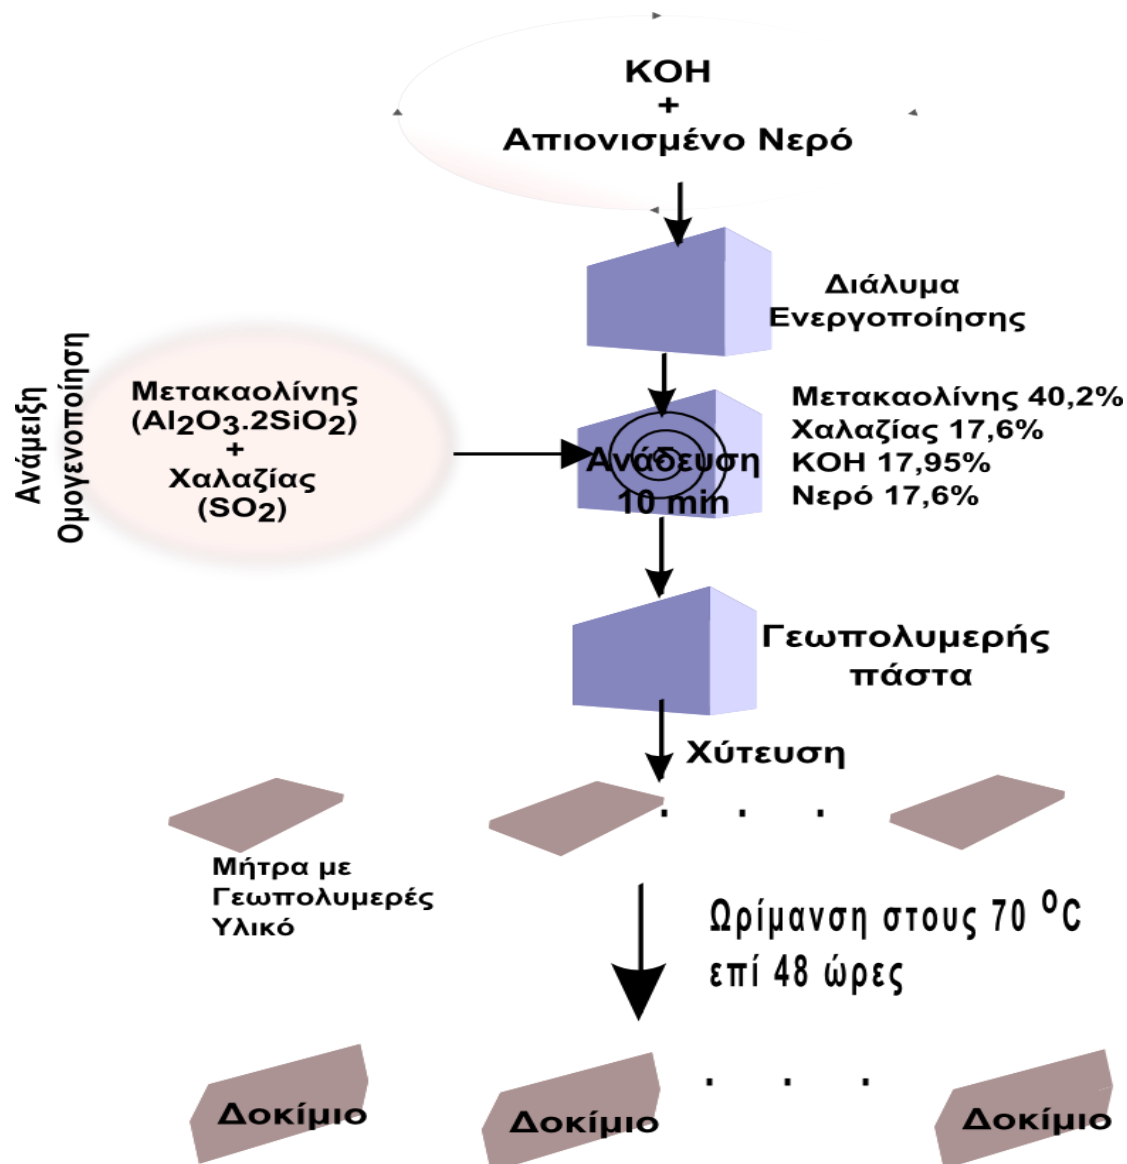 KOH
+
Απιονισμένο Νερό
Διάλυμα
Ενεργοποίησης
Ανάμειξη
Ομογενοποίηση
Μετακαολίνης
(Al2O3.2SiO2)
+
Χαλαζίας
(SO2)
Ανάδευση
10 min
Μετακαολίνης 40,2%
Χαλαζίας 17,6%
KOH 17,95%
Νερό 17,6%
Γεωπολυμερής
πάστα
Χύτευση
. . .
Μήτρα με
Γεωπολυμερές
Υλικό
Ωρίμανση στους 70 °C
επί 48 ώρες
. . .
Δοκίμιο
Δοκίμιο
Δοκίμιο